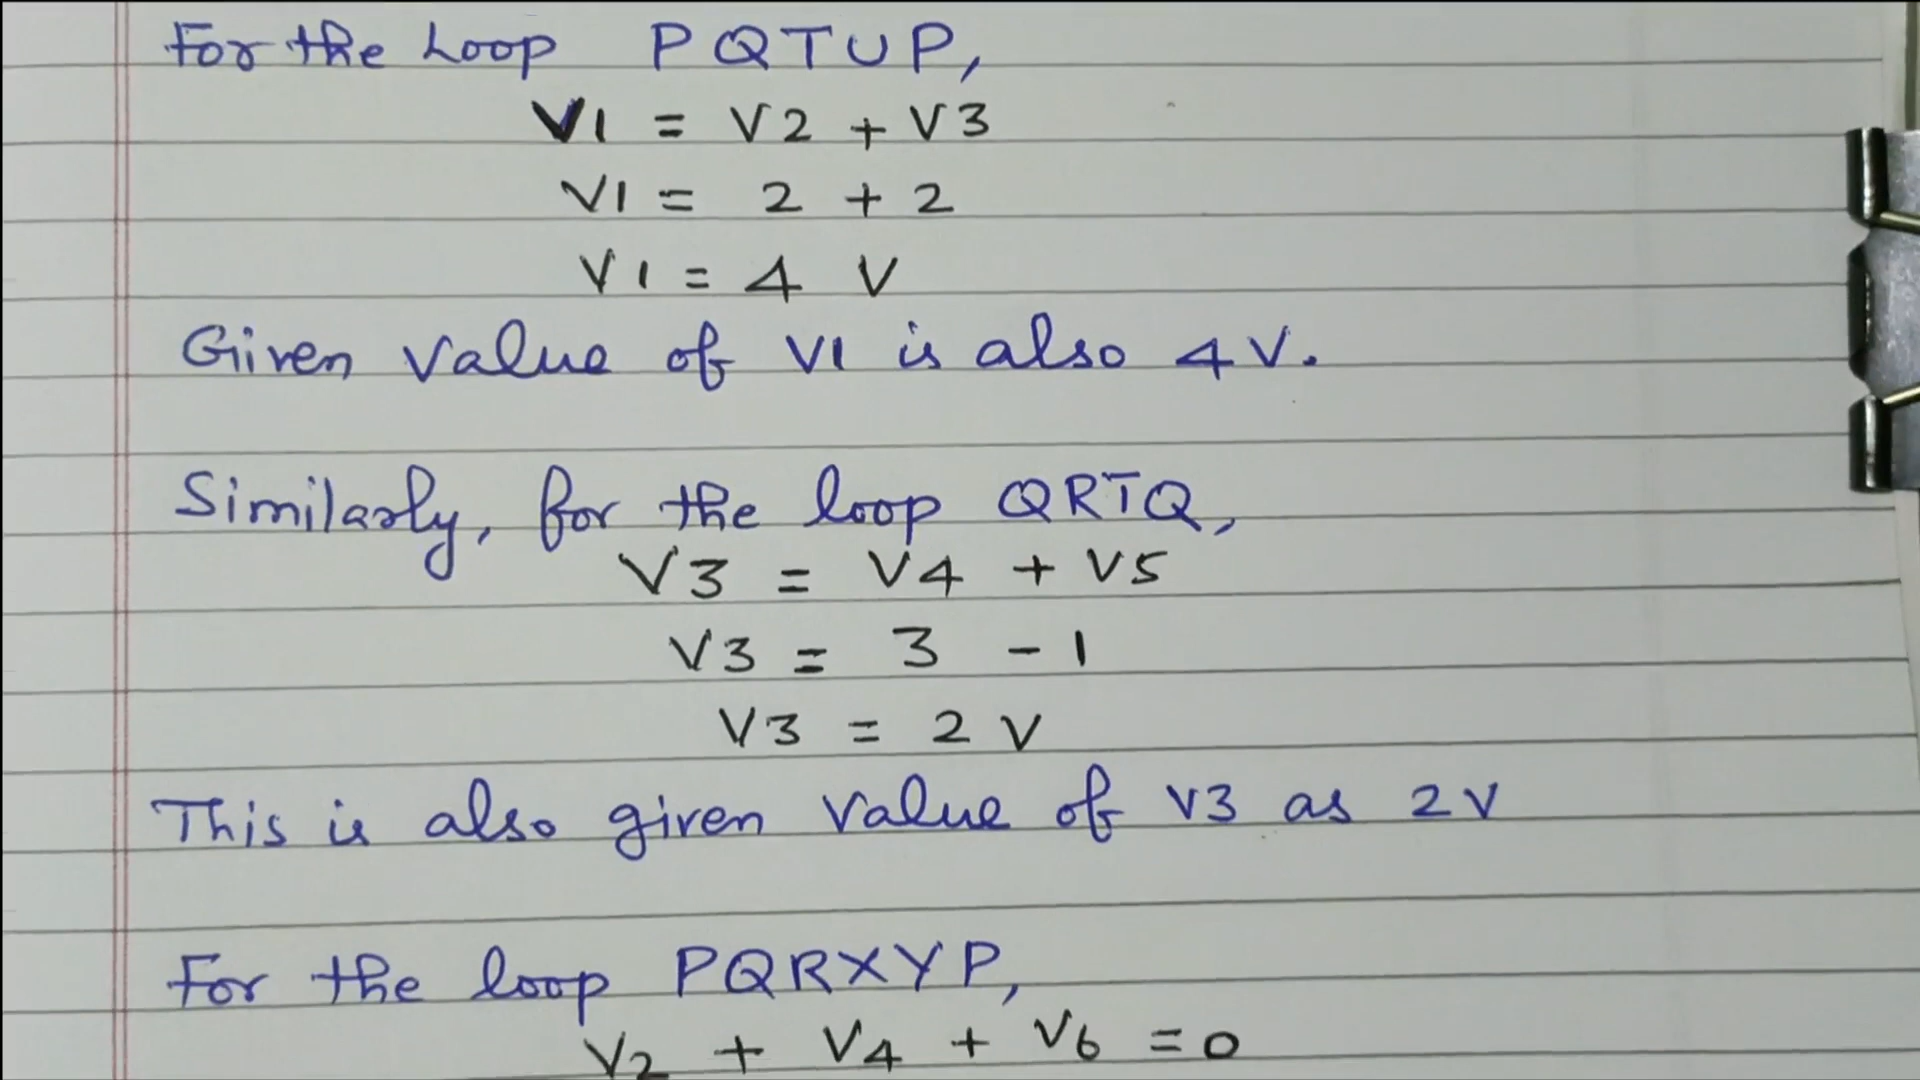 For the Loop PQTUP,
V1 = V2 + V3
V1 = 2 + 2
V1 = 4 V
Given Value of V1 is also 4V.
Similarly, for the loop QRTQ,
V3 = V4 + V5
V3 = 3 - 1
V3 = 2 V
This is also given Value of V3 as 2V
For the loop PQRXYP,
V2 + V4 + V6 = 0